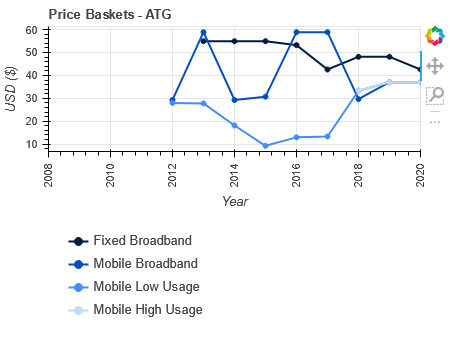 Price Baskets - ATG
60
50
40
30
20
10
USD ($)
2008 2010 2012 2014 2016 2018 2020
Year
Fixed Broadband
Mobile Broadband
Mobile Low Usage
Mobile High Usage